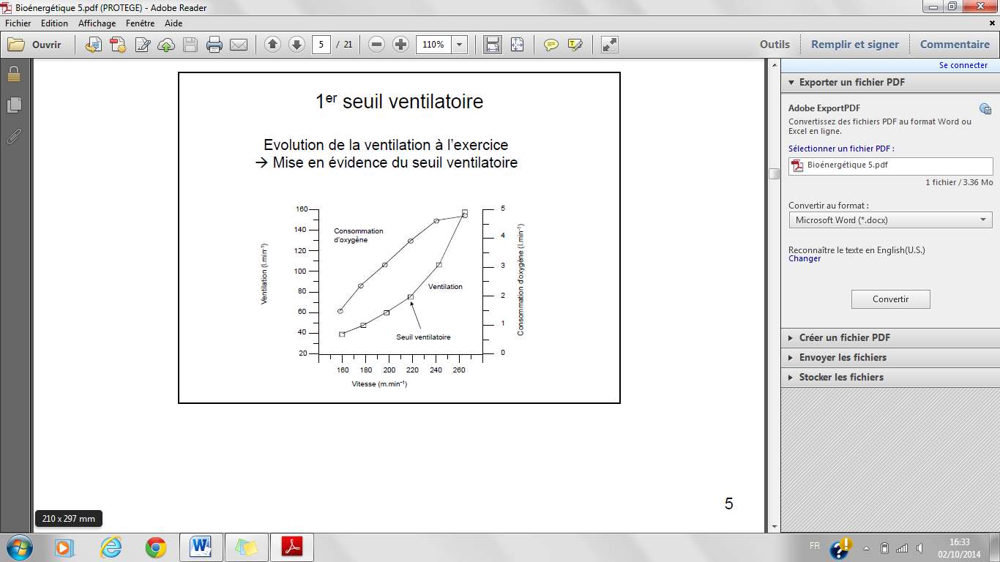 Bioénergétique 5.pdf (PROTEGE) - Adobe Reader
Fichier Edition Affichage Fenêtre Aide
Ouvrir 5 / 21 110% Outils Remplir et signer Commentaire
Se connecter
Exporter un fichier PDF
Adobe ExportPDF
Convertissez des fichiers PDF au format Word ou
Excel en ligne.
Sélectionner un fichier PDF :
Bioénergétique 5.pdf
1 fichier / 3.36 Mo
Convertir au format :
Microsoft Word (*.docx)
Reconnaître le texte en English(U.S.)
Changer
Convertir
Créer un fichier PDF
Envoyer les fichiers
Stocker les fichiers
1er seuil ventilatoire
Evolution de la ventilation à l'exercice
→ Mise en évidence du seuil ventilatoire
Ventilation (l.min-1)
160
140
120
100
80
60
40
20
Consommation
d'oxygène
Ventilation
Seuil ventilatoire
5
4
3
2
1
0
Consommation d'oxygène (l.min-1)
160 180 200 220 240 260
Vitesse (m.min-1)
5
210 x 297 mm
FR
16:33
02/10/2014